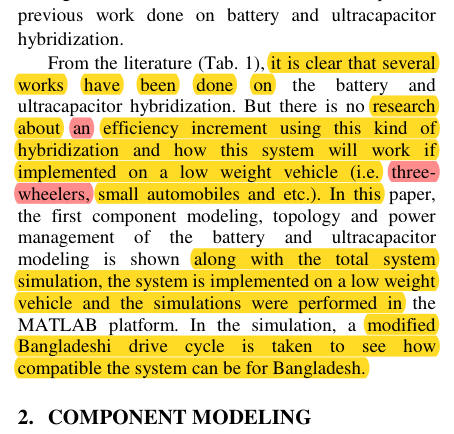 previous work done on battery and ultracapacitor
hybridization.
From the literature (Tab. 1), it is clear that several
works have been done on the battery and
ultracapacitor hybridization. But there is no research
about an efficiency increment using this kind of
hybridization and how this system will work if
implemented on a low weight vehicle (i.e. three-
wheelers, small automobiles and etc.). In this paper,
the first component modeling, topology and power
management of the battery and ultracapacitor
modeling is shown along with the total system
simulation, the system is implemented on a low weight
vehicle and the simulations were performed in the
MATLAB platform. In the simulation, a modified
Bangladeshi drive cycle is taken to see how
compatible the system can be for Bangladesh.
2. COMPONENT MODELING